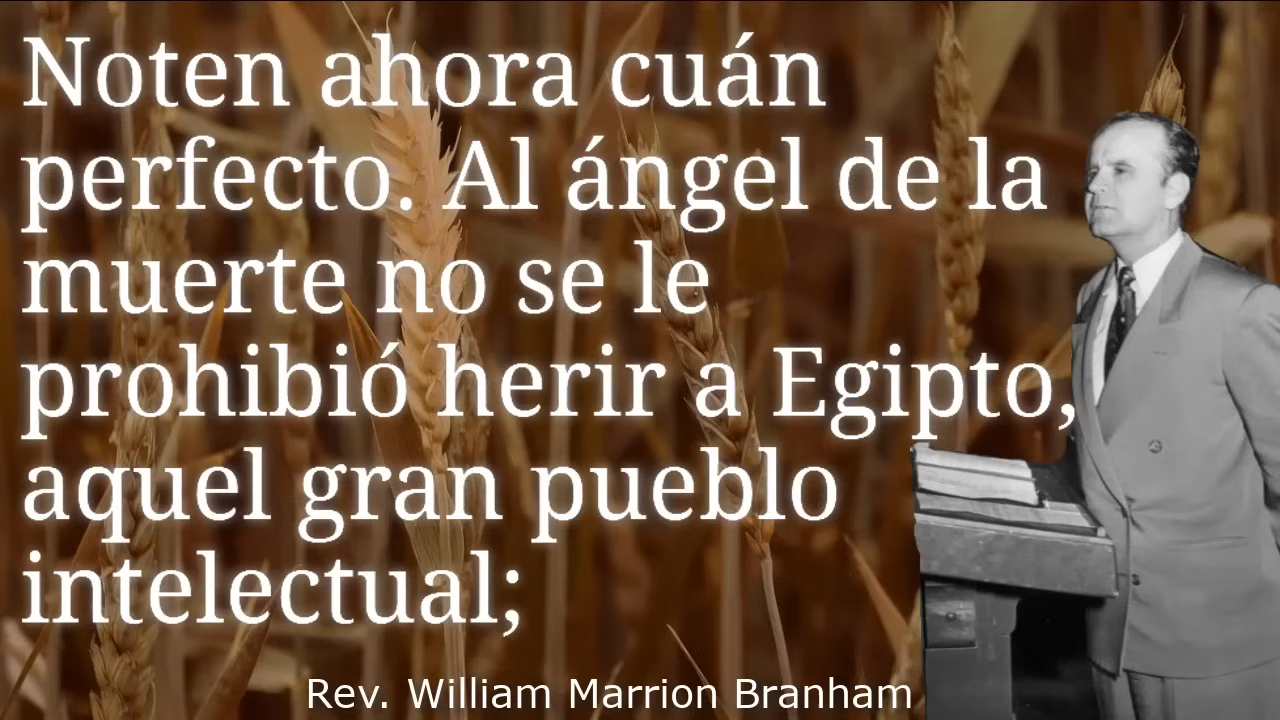 Noten ahora cuán
perfecto. Al ángel de la
muerte no se le
prohibió herir a Egipto,
aquel gran pueblo
intelectual;
Rev. William Marrion Branham